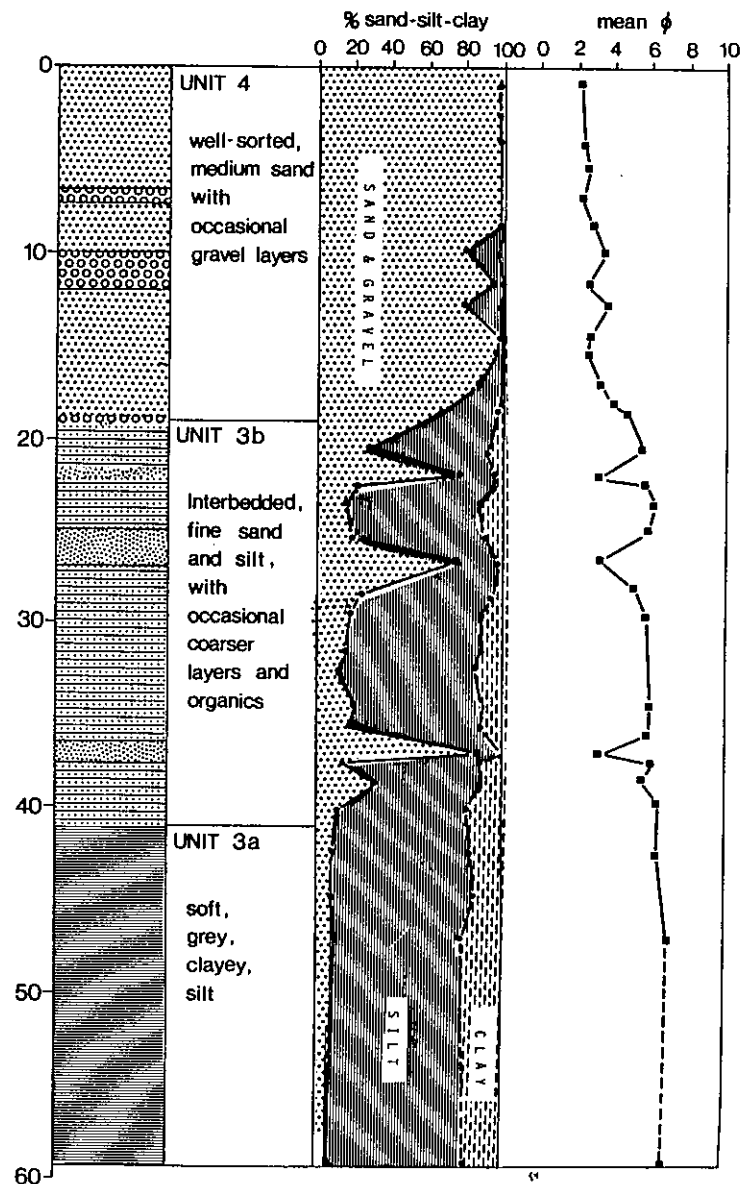 % sand-silt-clay
mean ϕ
0 20 40 60 80 100 0 2 4 6 8 10
0
UNIT 4
well-sorted,
medium sand
with
occasional
gravel layers
SAND & GRAVEL
10
20
UNIT 3b
Interbedded,
fine sand
and silt,
with
occasional
coarser
layers and
organics
30
40
UNIT 3a
soft,
grey,
clayey,
silt
SILT
CLAY
50
60